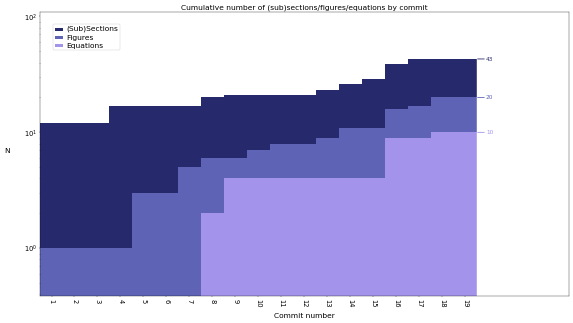 Cumulative number of (sub)sections/figures/equations by commit
10²
(Sub)Sections
Figures
Equations
43
20
10¹
10
N
10⁰
1 2 3 4 5 6 7 8 9 10 11 12 13 14 15 16 17 18 19
Commit number